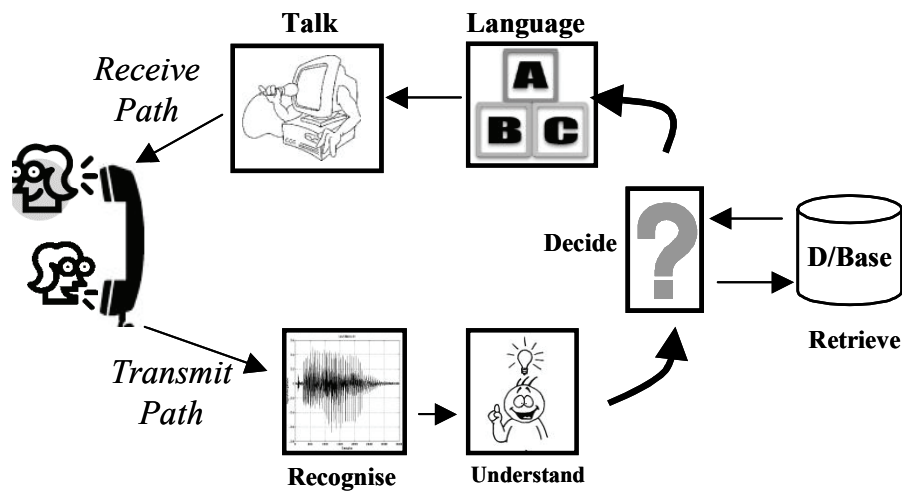 Talk
Language
Receive
Path
A
B C
Decide
?
D/Base
Retrieve
Transmit
Path
Recognise
Understand